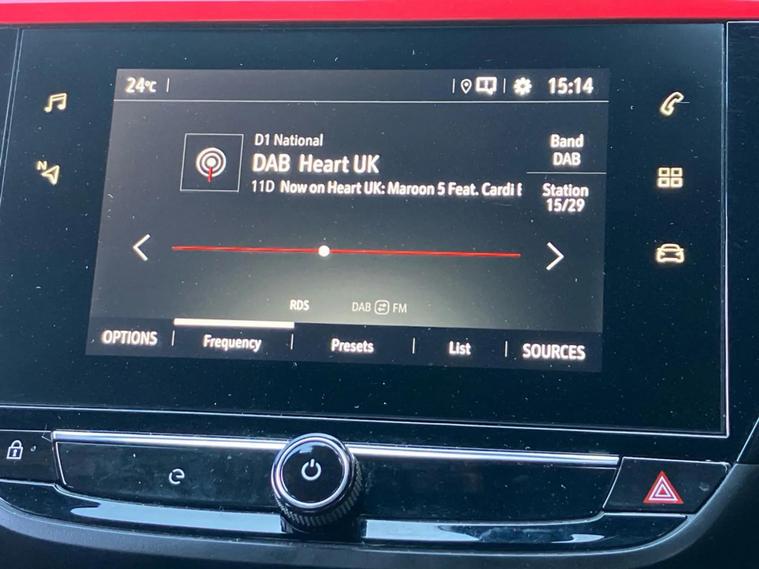 24°C
15:14
D1 National
DAB Heart UK
11D Now on Heart UK: Maroon 5 Feat. Cardi
Band
DAB
Station
15/29
N
RDS
DAB FM
OPTIONS
Frequency
Presets
List
SOURCES
e